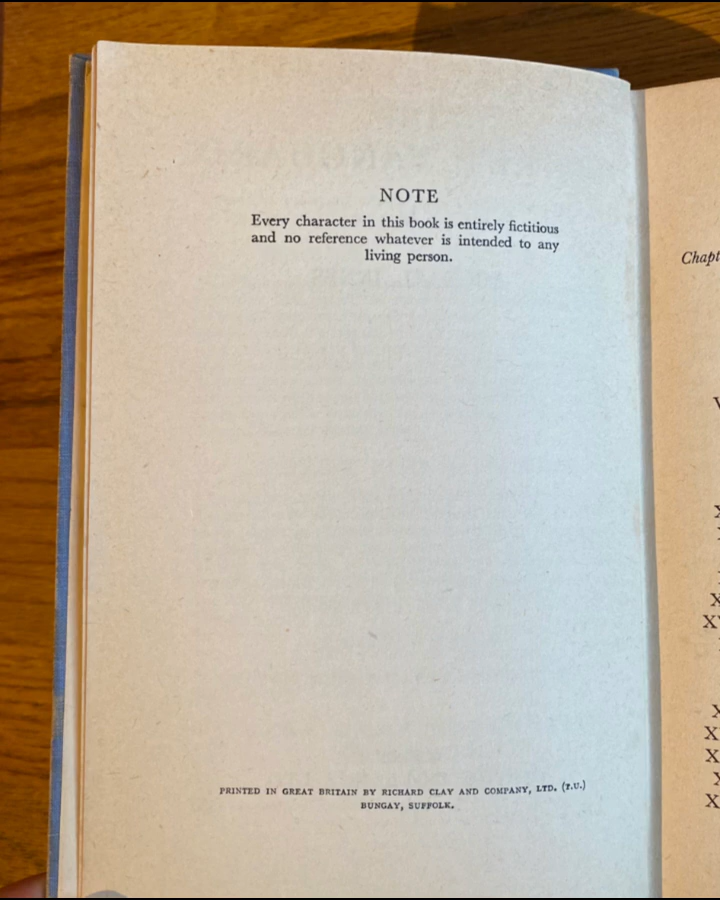 NOTE
Every character in this book is entirely fictitious
and no reference whatever is intended to any
living person.
PRINTED IN GREAT BRITAIN BY RICHARD CLAY AND COMPANY, LTD. (T.U.)
BUNGAY, SUFFOLK.